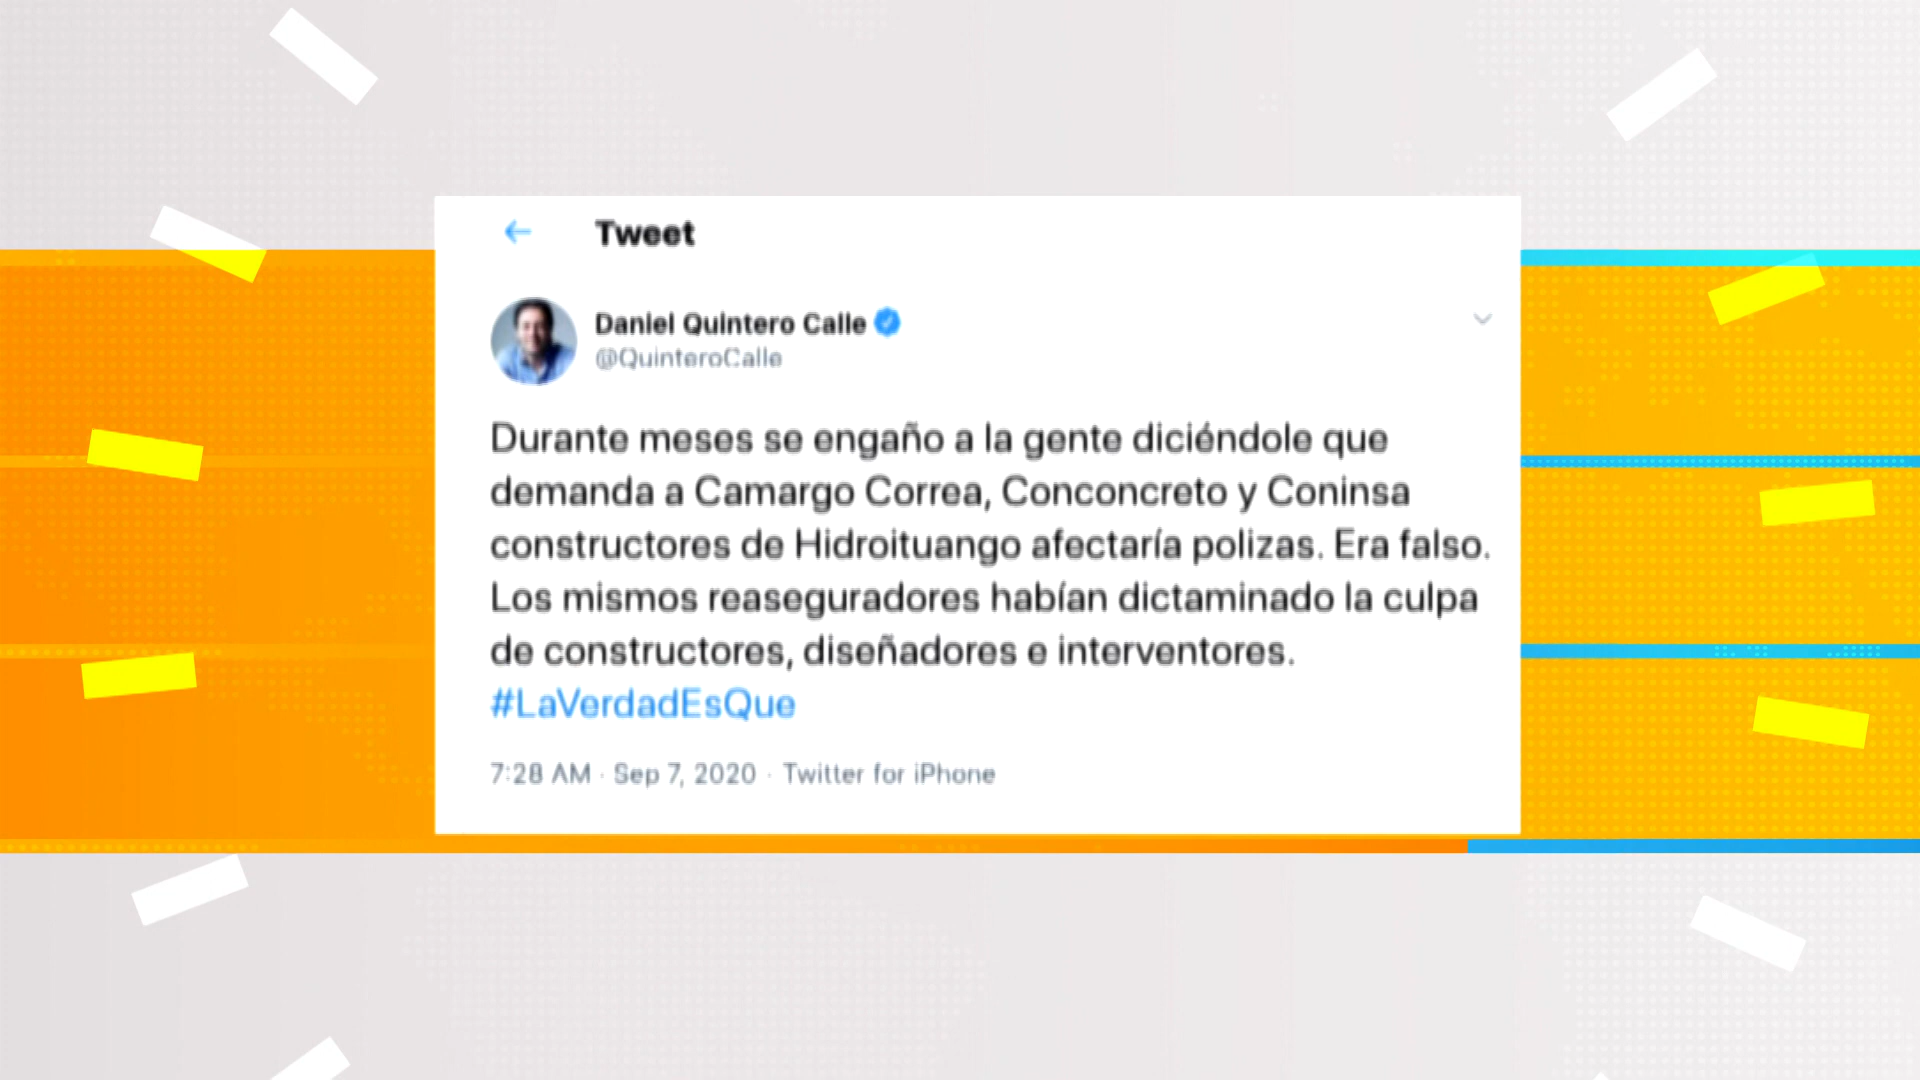 Tweet
Daniel Quintero Calle
@QuinteroCalle
Durante meses se engaño a la gente diciéndole que
demanda a Camargo Correa, Conconcreto y Coninsa
constructores de Hidroituango afectaría polizas. Era falso.
Los mismos reaseguradores habían dictaminado la culpa
de constructores, diseñadores e interventores.
#LaVerdadEsQue
7:28 AM · Sep 7, 2020 · Twitter for iPhone